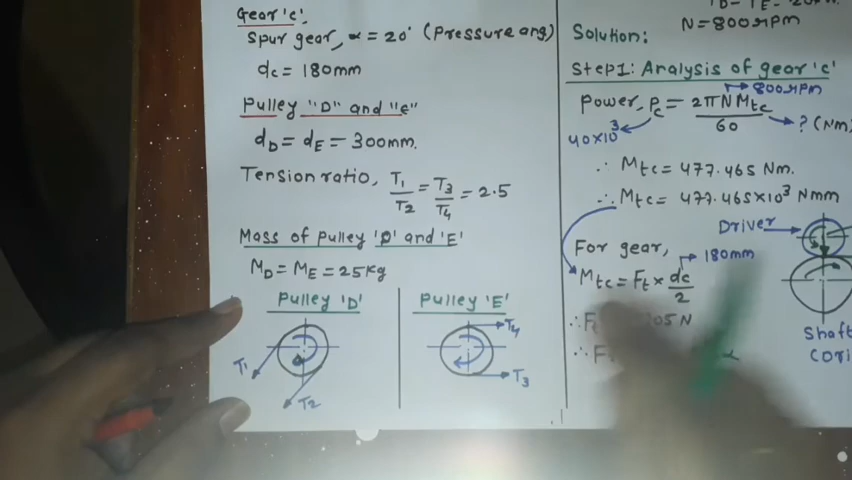 Gear 'c'.
Spur gear, α = 20° (Pressure ang)
dc = 180mm
Pulley "D" and "E"
dD = dE = 300mm.
Tension ratio, T1/T2 = T3/T4 = 2.5
Mass of pulley 'D' and 'E'
MD = ME = 25kg
Pulley 'D'
T1
T2
Pulley 'E'
T4
T3
N = 800rpm
Solution:
Step1: Analysis of gear 'c'
800rpm
power, Pc = 2πNMtc/60
? (Nm)
40×10³
∴ Mtc = 477.465 Nm.
∴ Mtc = 477.465×10³ Nmm
Driver
For gear,
180mm
Mtc = Ft × dc/2
N
Shaft